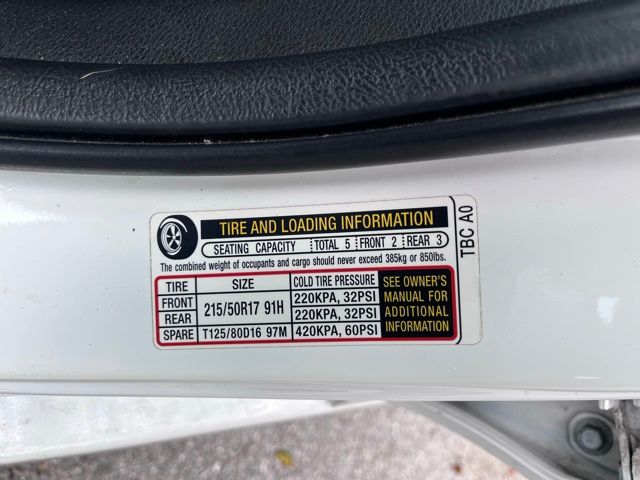 TIRE AND LOADING INFORMATION
SEATING CAPACITY TOTAL 5 FRONT 2 REAR 3
The combined weight of occupants and cargo should never exceed 385kg or 850lbs.
TIRE SIZE COLD TIRE PRESSURE
FRONT 215/50R17 91H 220KPA, 32PSI
REAR 220KPA, 32PSI
SPARE T125/80D16 97M 420KPA, 60PSI
SEE OWNER'S
MANUAL FOR
ADDITIONAL
INFORMATION
TBC A0